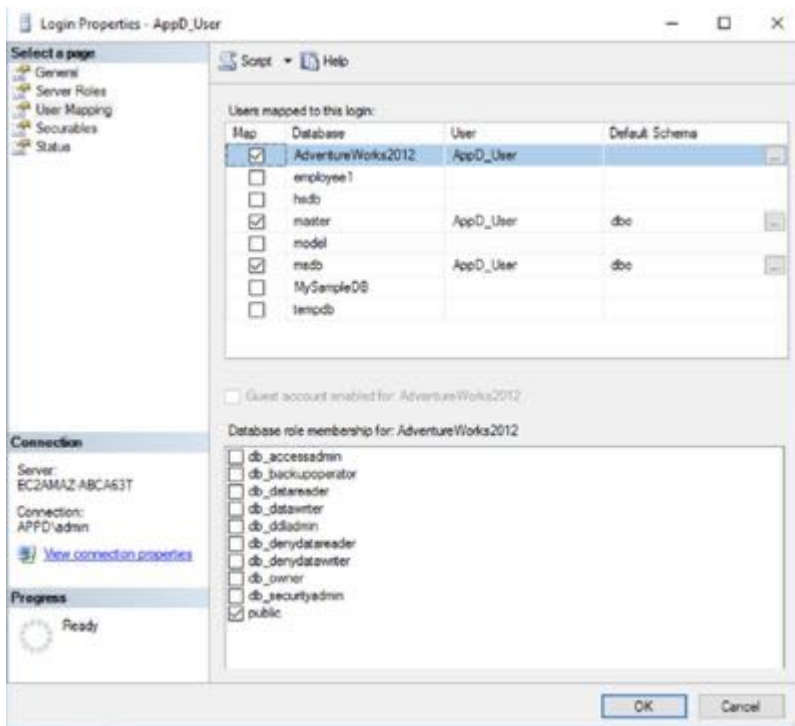 Login Properties - AppD_User
Select a page
General
Server Roles
User Mapping
Securables
Status
Script Help
Users mapped to this login:
Map Database User Default Schema
AdventureWorks2012 AppD_User ...
employee1
hsdb
master AppD_User dbo ...
model
msdb AppD_User dbo ...
MySampleDB
tempdb
Guest account enabled for: AdventureWorks2012
Database role membership for: AdventureWorks2012
db_accessadmin
db_backupoperator
db_datareader
db_datawriter
db_ddladmin
db_denydatareader
db_denydatawriter
db_owner
db_securityadmin
public
Connection
Server:
EC2AMAZ-ABCA63T
Connection:
APPD\admin
View connection properties
Progress
Ready
OK Cancel